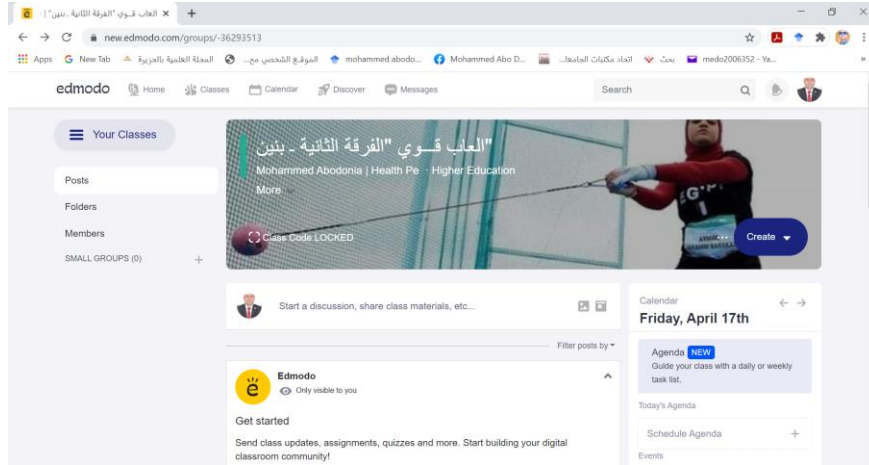 العاب قــوي "الفرقة الثانية ـ بنين" | ·
new.edmodo.com/groups/-36293513
Apps
New Tab
المجلة العلمية بالجزيرة
الموقع الشخصي مح...
mohammed abodo...
Mohammed Abo D...
اتحاد مكتبات الجامعا...
بحث
medo2006352 - Ya...
»
edmodo
Home
Classes
Calendar
Discover
Messages
Search
Your Classes
Posts
Folders
Members
SMALL GROUPS (0)
العاب قــوي "الفرقة الثانية ـ بنين"
Mohammed Abodonia | Health Pe · Higher Education
More
Class Code LOCKED
EGYPT
Create
Start a discussion, share class materials, etc...
Filter posts by
Edmodo
Only visible to you
Get started
Send class updates, assignments, quizzes and more. Start building your digital
classroom community!
Calendar
Friday, April 17th
Agenda NEW
Guide your class with a daily or weekly
task list.
Today's Agenda
Schedule Agenda
Events